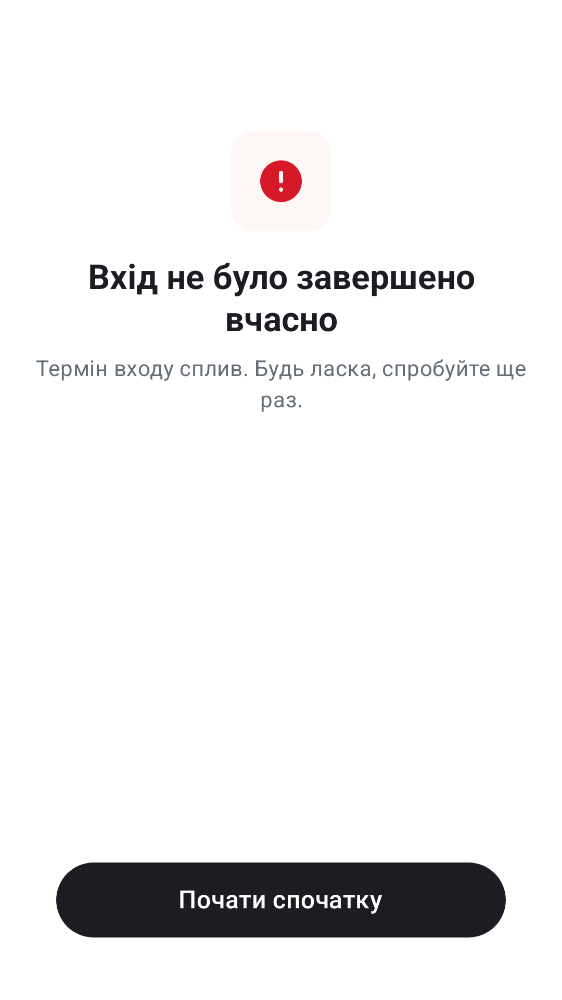 Вхід не було завершено
вчасно
Термін входу сплив. Будь ласка, спробуйте ще
раз.
Почати спочатку